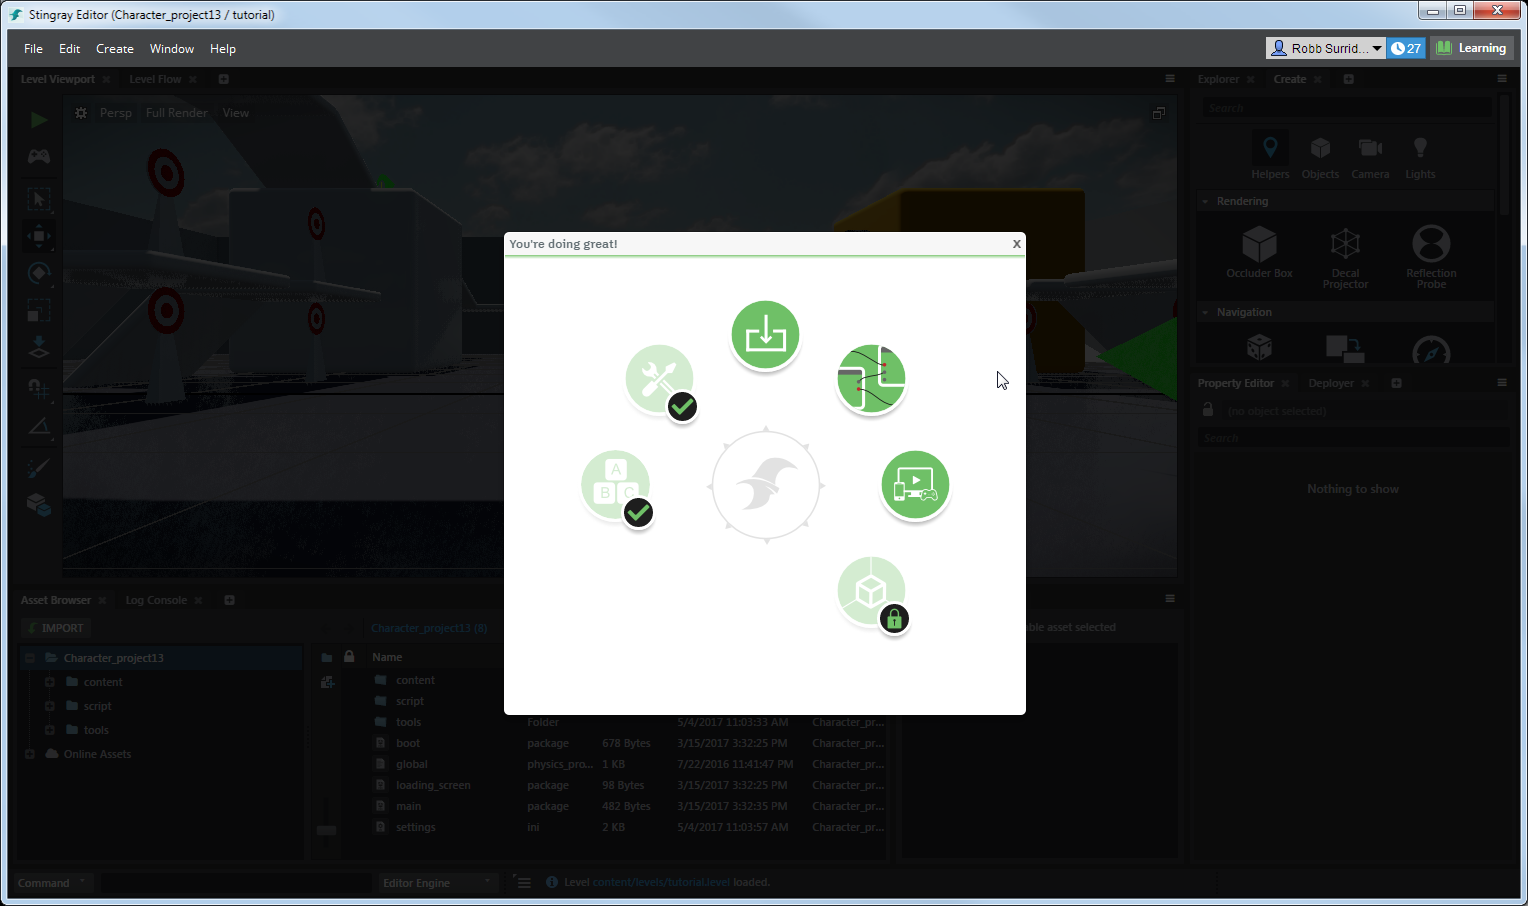 Stingray Editor (Character_project13 / tutorial)
File Edit Create Window Help
Robb Surrid... 27 Learning
Level Viewport Level Flow
Explorer Create
Persp Full Render View
Search
Helpers Objects Camera Lights
Rendering
Occluder Box Decal Projector Reflection Probe
Navigation
You're doing great! X
A
B C
Property Editor Deployer
(no object selected)
Search
Nothing to show
Asset Browser Log Console
IMPORT Character_project13 (8)
ble asset selected
Character_project13
content
script
tools
Online Assets
Name
content
script
tools Folder 5/4/2017 11:03:33 AM Character_pr...
boot package 678 Bytes 3/15/2017 3:32:25 PM Character_pr...
global physics_pro... 1 KB 7/22/2016 11:41:47 PM Character_pr...
loading_screen package 98 Bytes 3/15/2017 3:32:25 PM Character_pr...
main package 482 Bytes 3/15/2017 3:32:35 PM Character_pr...
settings ini 2 KB 5/4/2017 11:03:57 AM Character_pr...
Command Editor Engine Level content/levels/tutorial.level loaded.